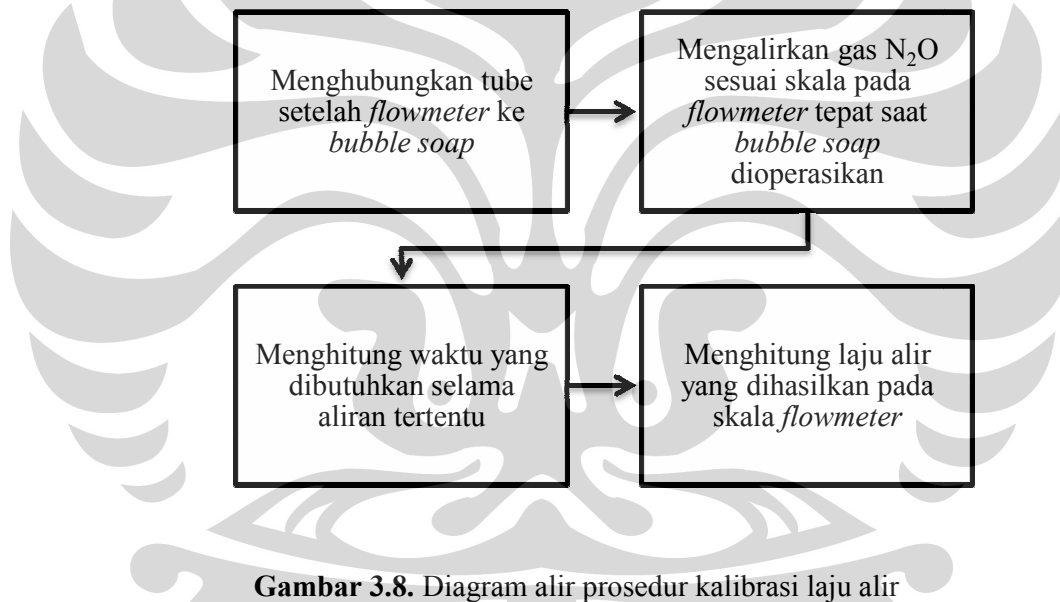 Menghubungkan tube
setelah flowmeter ke
bubble soap
Mengalirkan gas N₂O
sesuai skala pada
flowmeter tepat saat
bubble soap
dioperasikan
Menghitung waktu yang
dibutuhkan selama
aliran tertentu
Menghitung laju alir
yang dihasilkan pada
skala flowmeter
Gambar 3.8. Diagram alir prosedur kalibrasi laju alir